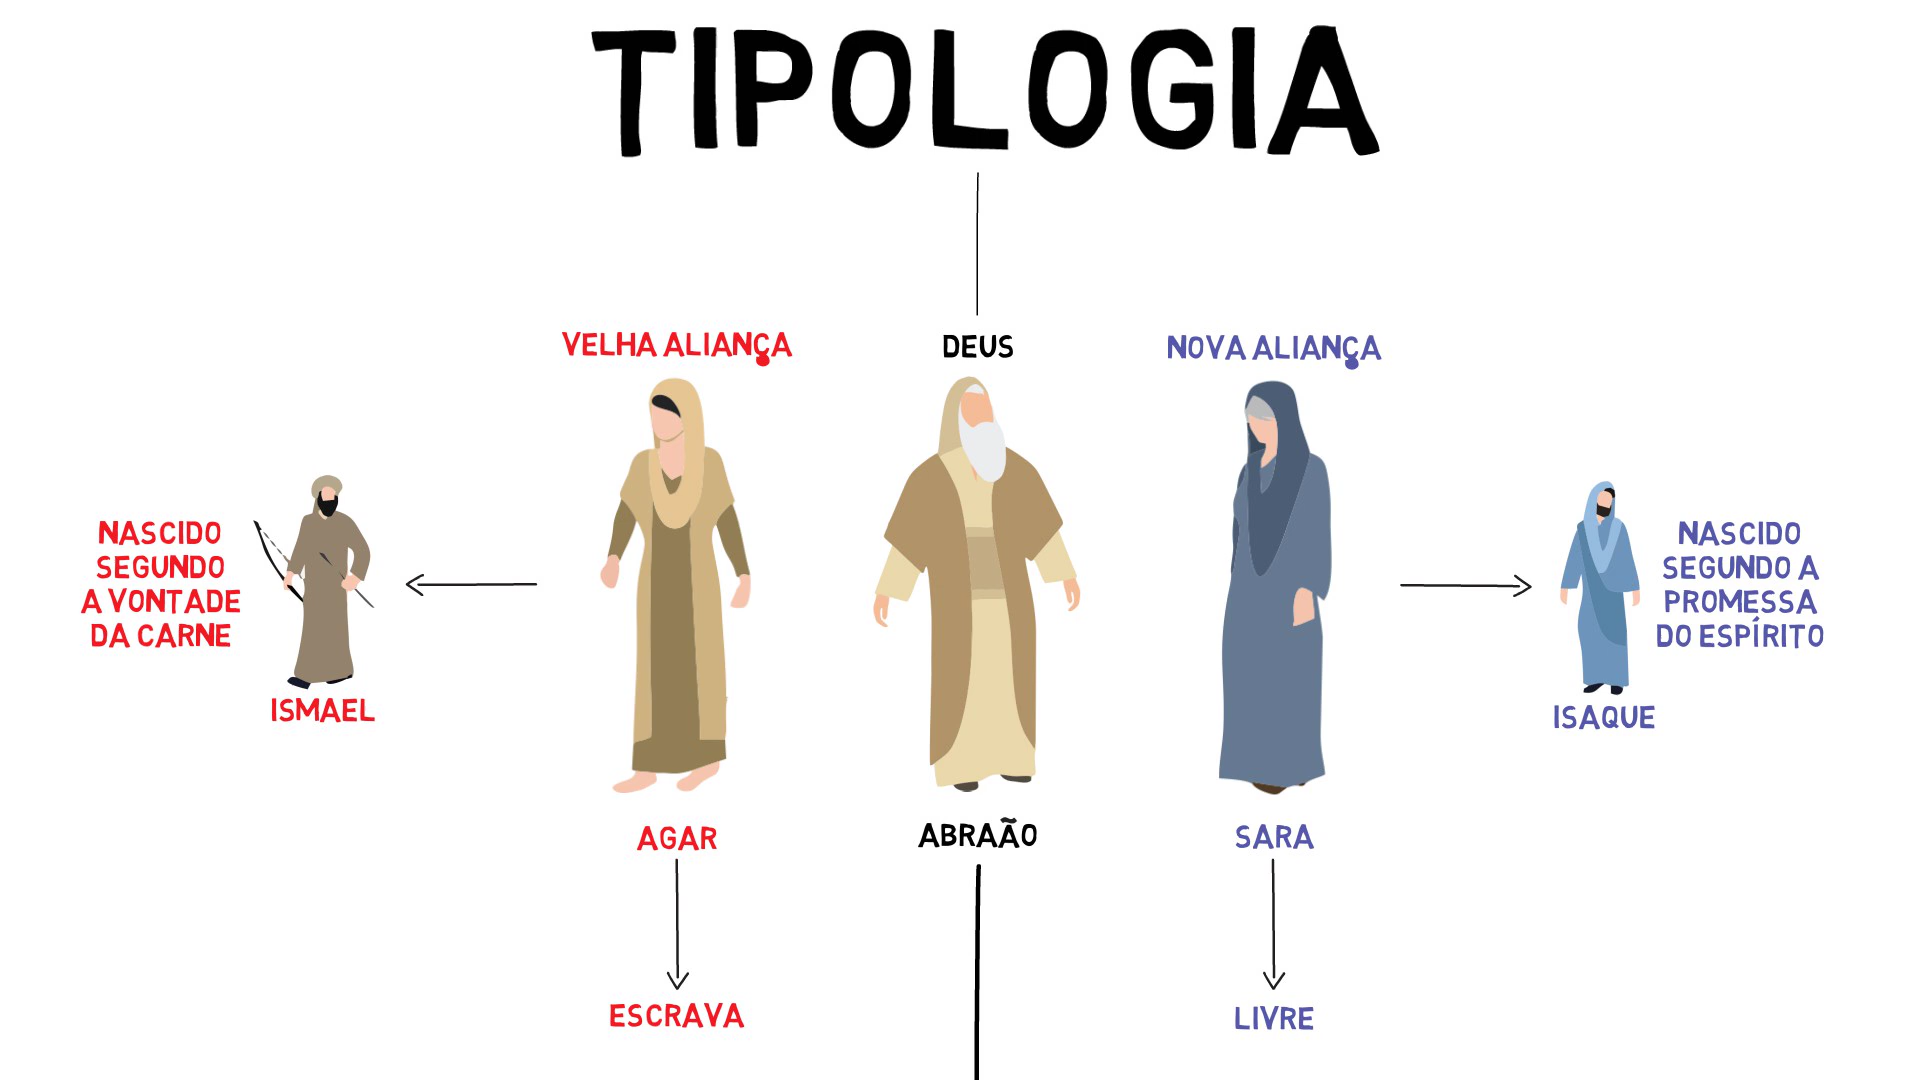 TIPOLOGIA
VELHA ALIANÇA
DEUS
NOVA ALIANÇA
NASCIDO
SEGUNDO
A VONTADE
DA CARNE
ISMAEL
NASCIDO
SEGUNDO A
PROMESSA
DO ESPÍRITO
ISAQUE
AGAR
ABRAÃO
SARA
ESCRAVA
LIVRE